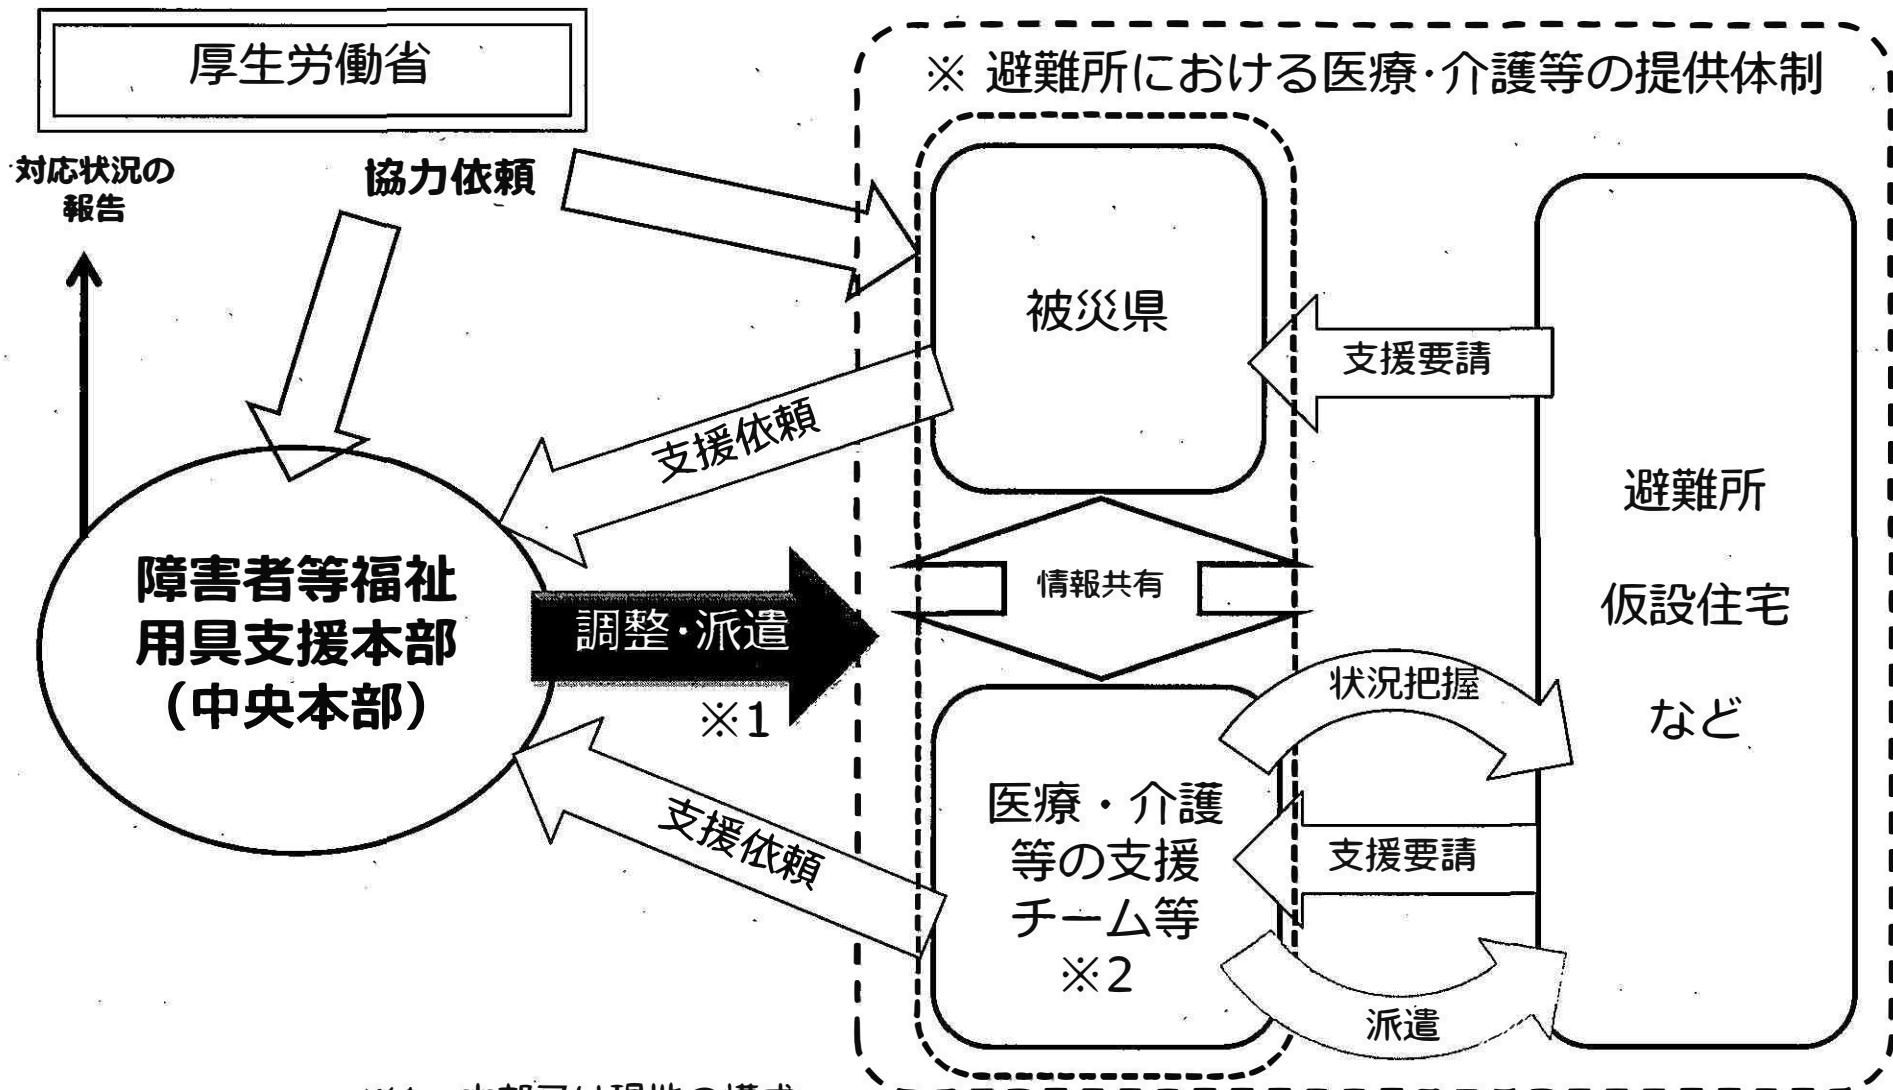 厚生労働省
※ 避難所における医療･介護等の提供体制
対応状況の
報告
協力依頼
被災県
支援要請
支援依頼
避難所
仮設住宅
など
情報共有
障害者等福祉
用具支援本部
（中央本部）
調整･派遣
※1
状況把握
医療・介護
等の支援
チーム等
※2
支援要請
支援依頼
派遣